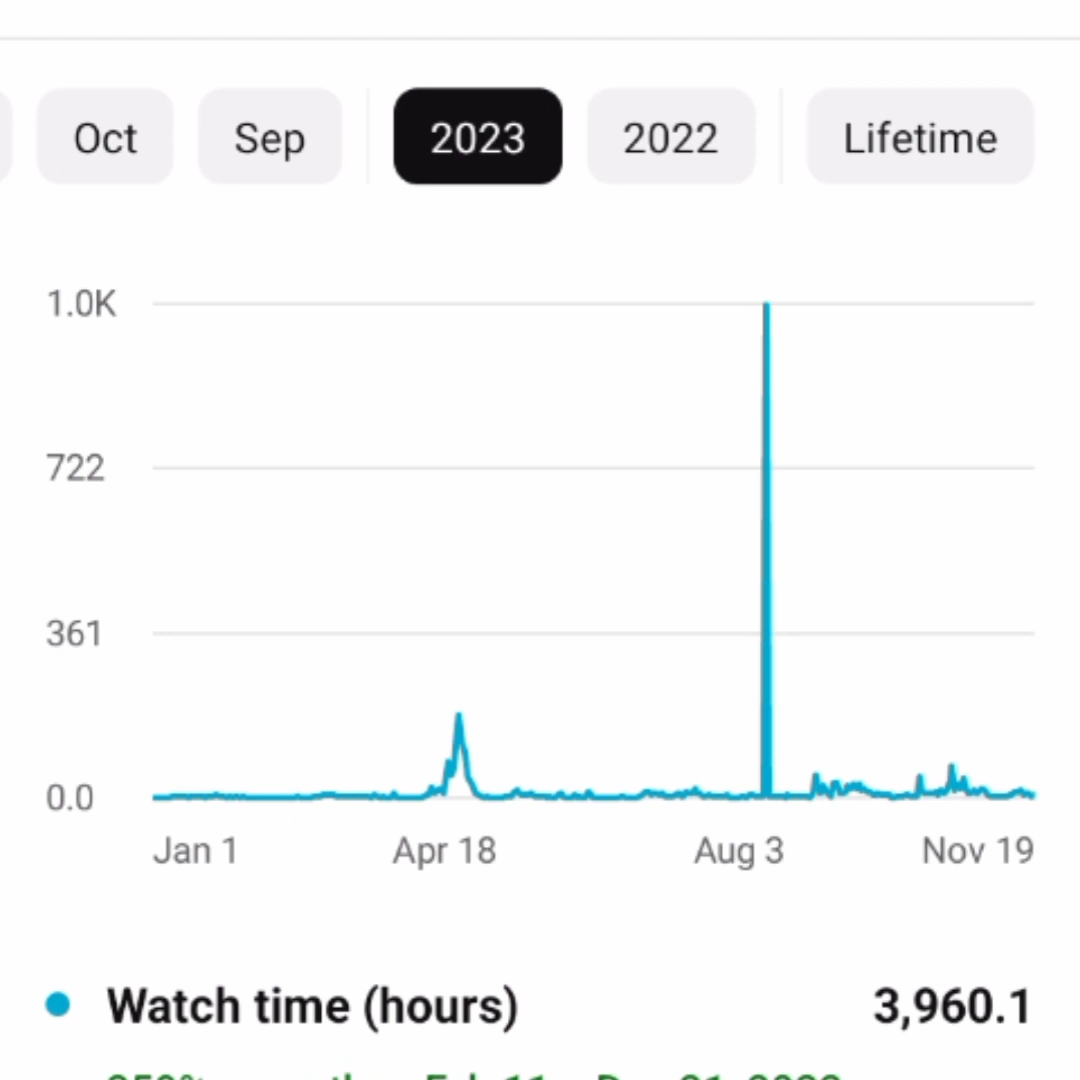 Oct Sep 2023 2022 Lifetime
1.0K
722
361
0.0
Jan 1 Apr 18 Aug 3 Nov 19
Watch time (hours) 3,960.1